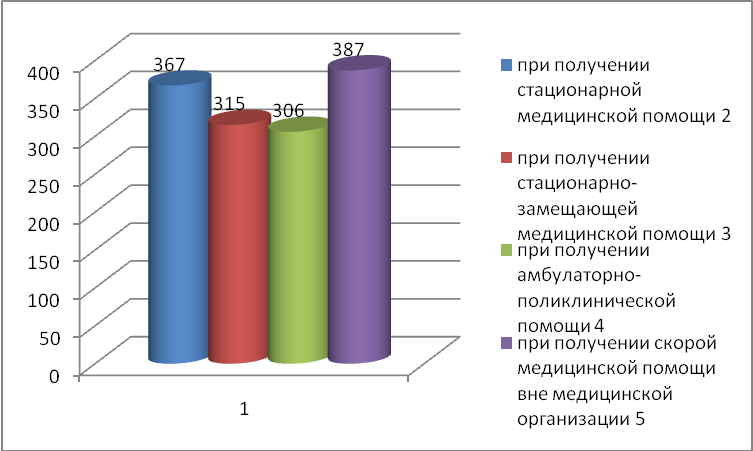 400
350
300
250
200
150
100
50
0
367
315
306
387
1
при получении
стационарной
медицинской помощи 2
при получении
стационарно-
замещающей
медицинской помощи 3
при получении
амбулаторно-
поликлинической
помощи 4
при получении скорой
медицинской помощи
вне медицинской
организации 5